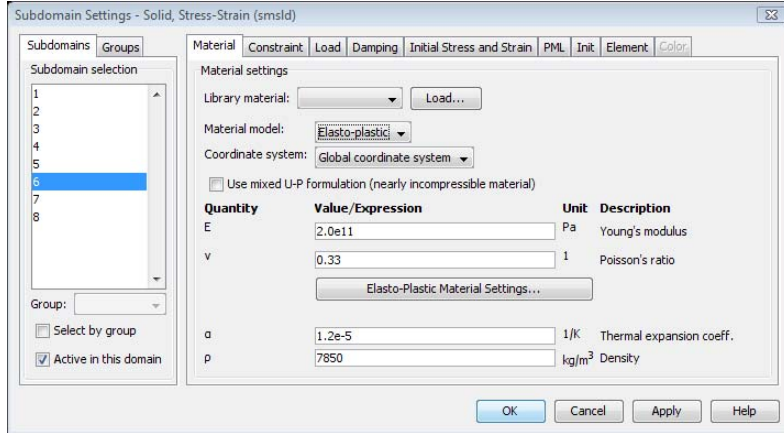 Subdomain Settings - Solid, Stress-Strain (smsld)
Subdomains Groups
Subdomain selection
1
2
3
4
5
6
7
8
Group:
Select by group
Active in this domain
Material Constraint Load Damping Initial Stress and Strain PML Init Element Color
Material settings
Library material: Load...
Material model: Elasto-plastic
Coordinate system: Global coordinate system
Use mixed U-P formulation (nearly incompressible material)
Quantity Value/Expression Unit Description
E 2.0e11 Pa Young's modulus
ν 0.33 1 Poisson's ratio
Elasto-Plastic Material Settings...
α 1.2e-5 1/K Thermal expansion coeff.
ρ 7850 kg/m³ Density
OK Cancel Apply Help